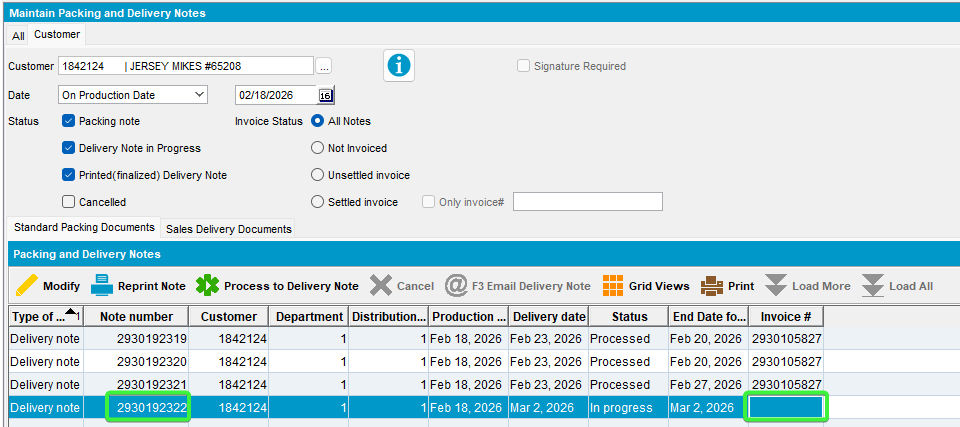 Maintain Packing and Delivery Notes
All Customer
Customer 1842124 | JERSEY MIKES #65208 ... i Signature Required
Date On Production Date 02/18/2026 16
Status Packing note Invoice Status All Notes
Delivery Note in Progress Not Invoiced
Printed(finalized) Delivery Note Unsettled invoice
Cancelled Settled invoice Only invoice#
Standard Packing Documents Sales Delivery Documents
Packing and Delivery Notes
Modify Reprint Note Process to Delivery Note Cancel @ F3 Email Delivery Note Grid Views Print Load More Load All
Type of ... 1 Note number Customer Department Distribution... Production ... Delivery date Status End Date fo... Invoice #
Delivery note 2930192319 1842124 1 1 Feb 18, 2026 Feb 23, 2026 Processed Feb 20, 2026 2930105827
Delivery note 2930192320 1842124 1 1 Feb 18, 2026 Feb 23, 2026 Processed Feb 20, 2026 2930105827
Delivery note 2930192321 1842124 1 1 Feb 18, 2026 Feb 23, 2026 Processed Feb 27, 2026 2930105827
Delivery note 2930192322 1842124 1 1 Feb 18, 2026 Mar 2, 2026 In progress Mar 2, 2026